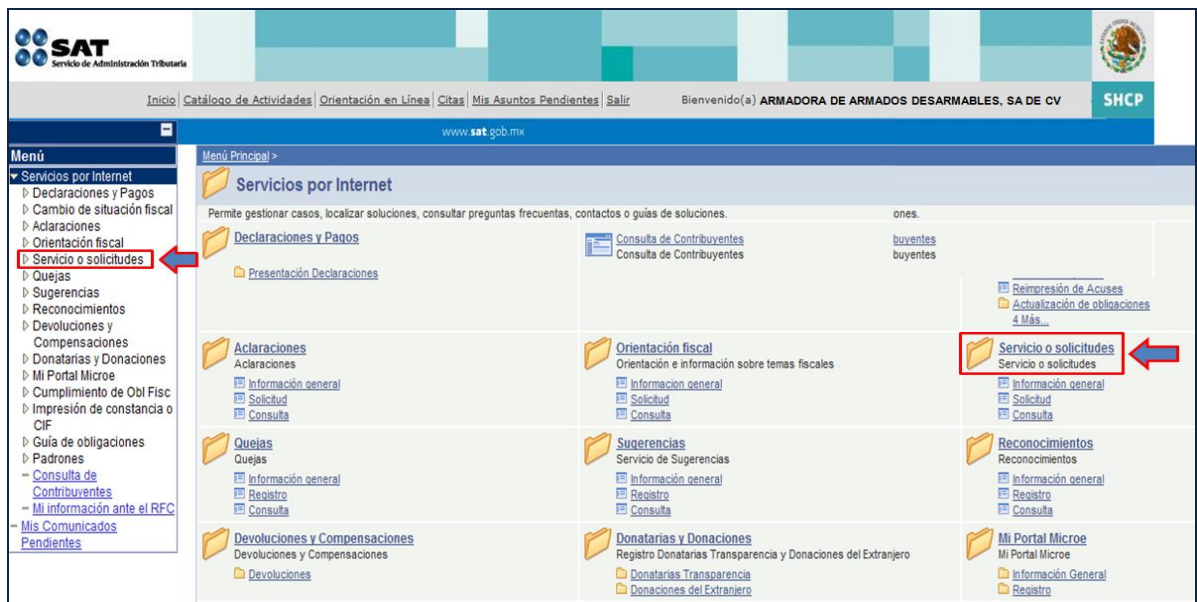 SAT
Servicio de Administración Tributaria
Inicio | Catálogo de Actividades | Orientación en Línea | Citas | Mis Asuntos Pendientes | Salir
Bienvenido(a) ARMADORA DE ARMADOS DESARMABLES, SA DE CV
SHCP
www.sat.gob.mx
Menú
Servicios por Internet
Declaraciones y Pagos
Cambio de situación fiscal
Aclaraciones
Orientación fiscal
Servicio o solicitudes
Quejas
Sugerencias
Reconocimientos
Devoluciones y
Compensaciones
Donatarias y Donaciones
Mi Portal Microe
Cumplimiento de Obl Fisc
Impresión de constancia o
CIF
Guía de obligaciones
Padrones
Consulta de
Contribuyentes
Mi información ante el RFC
Mis Comunicados
Pendientes
Menú Principal >
Servicios por Internet
Permite gestionar casos, localizar soluciones, consultar preguntas frecuentas, contactos o guías de soluciones.
ones.
Declaraciones y Pagos
Presentación Declaraciones
Consulta de Contribuyentes
Consulta de Contribuyentes
buyentes
buyentes
Reimpresión de Acuses
Actualización de obligaciones
4 Más...
Aclaraciones
Aclaraciones
Información general
Solicitud
Consulta
Orientación fiscal
Orientación e información sobre temas fiscales
Informacion general
Solicitud
Consulta
Servicio o solicitudes
Servicio o solicitudes
Información general
Solicitud
Consulta
Quejas
Quejas
Información general
Registro
Consulta
Sugerencias
Servicio de Sugerencias
Información general
Registro
Consulta
Reconocimientos
Reconocimientos
Información general
Registro
Consulta
Devoluciones y Compensaciones
Devoluciones y Compensaciones
Devoluciones
Donatarias y Donaciones
Registro Donatarias Transparencia y Donaciones del Extranjero
Donatarias Transparencia
Donaciones del Extranjero
Mi Portal Microe
Mi Portal Microe
Información General
Registro